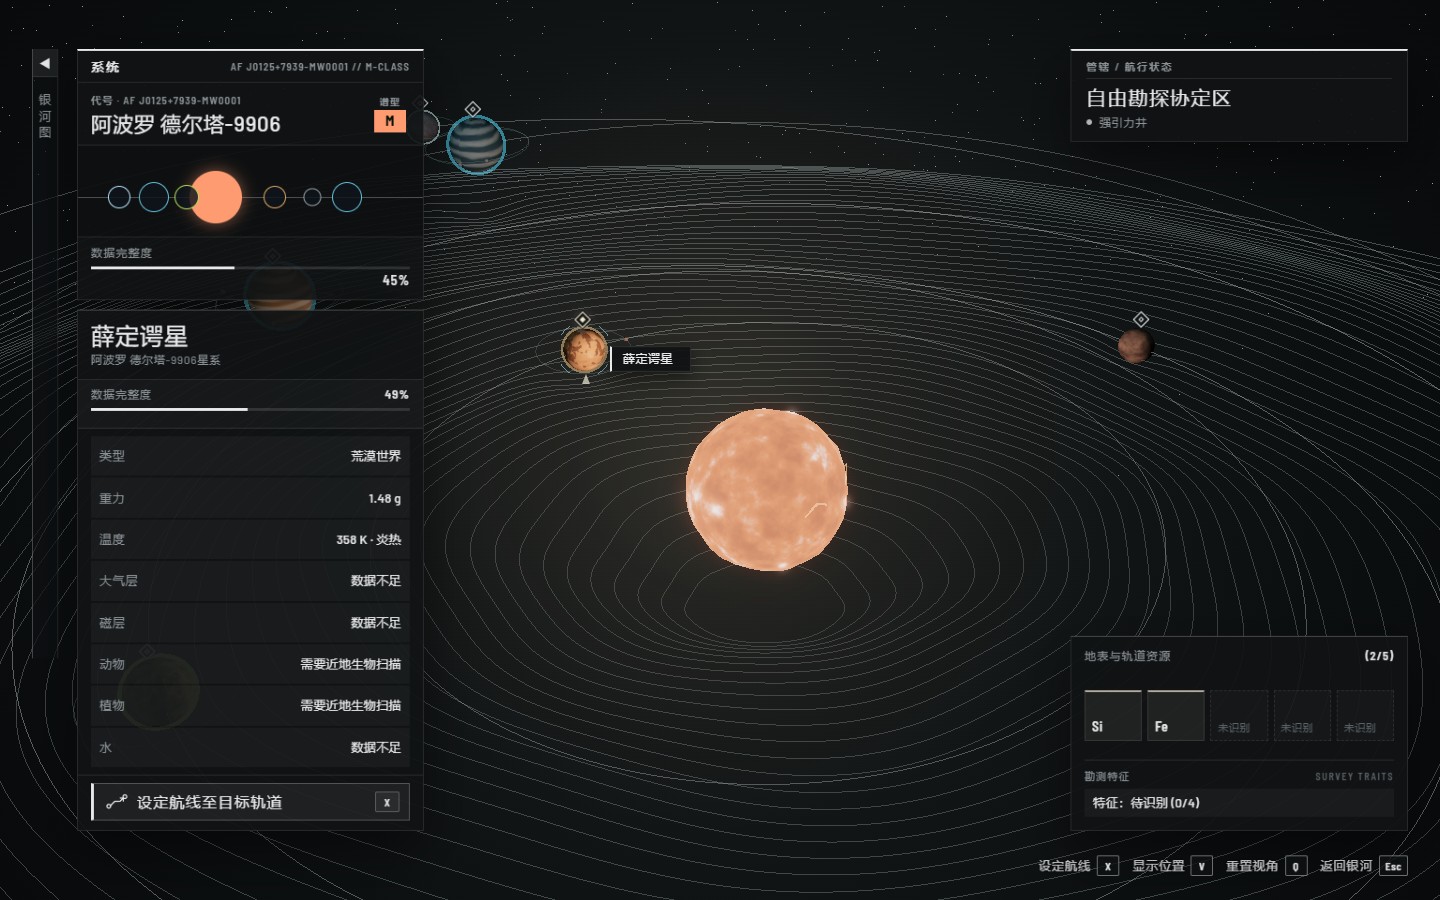 银河图
系统
AF J0125+7939-MW0001 // M-CLASS
代号 · AF J0125+7939-MW0001
谱型
阿波罗 德尔塔-9906
M
数据完整度
45%
薛定谔星
阿波罗 德尔塔-9906星系
数据完整度
49%
类型 荒漠世界
重力 1.48 g
温度 358 K · 炎热
大气层 数据不足
磁层 数据不足
动物 需要近地生物扫描
植物 需要近地生物扫描
水 数据不足
设定航线至目标轨道 X
薛定谔星
管辖 / 航行状态
自由勘探协定区
强引力井
地表与轨道资源 (2/5)
Si Fe 未识别 未识别 未识别
勘测特征 SURVEY TRAITS
特征：待识别 (0/4)
设定航线 X 显示位置 V 重置视角 Q 返回银河 Esc